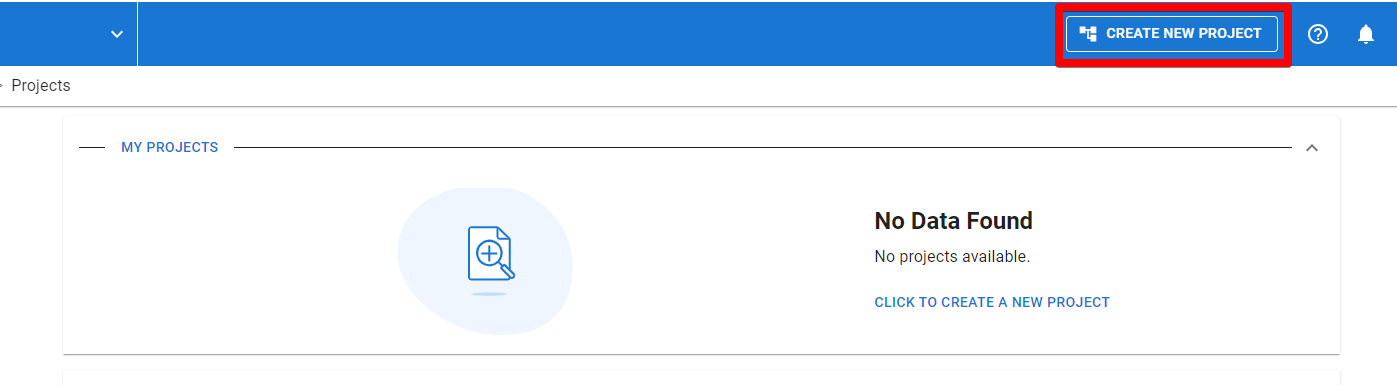 CREATE NEW PROJECT
> Projects
MY PROJECTS
No Data Found
No projects available.
CLICK TO CREATE A NEW PROJECT